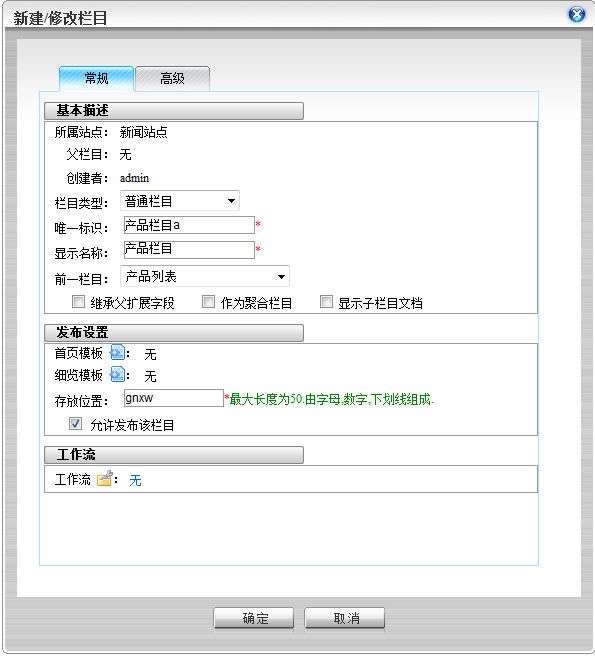 新建/修改栏目
常规 高级
基本描述
所属站点： 新闻站点
父栏目： 无
创建者： admin
栏目类型： 普通栏目
唯一标识： 产品栏目a *
显示名称： 产品栏目 *
前一栏目： 产品列表
继承父扩展字段 作为聚合栏目 显示子栏目文档
发布设置
首页模板 ： 无
细览模板 ： 无
存放位置： gnxw *最大长度为50.由字母,数字,下划线组成.
允许发布该栏目
工作流
工作流 ： 无
确定 取消